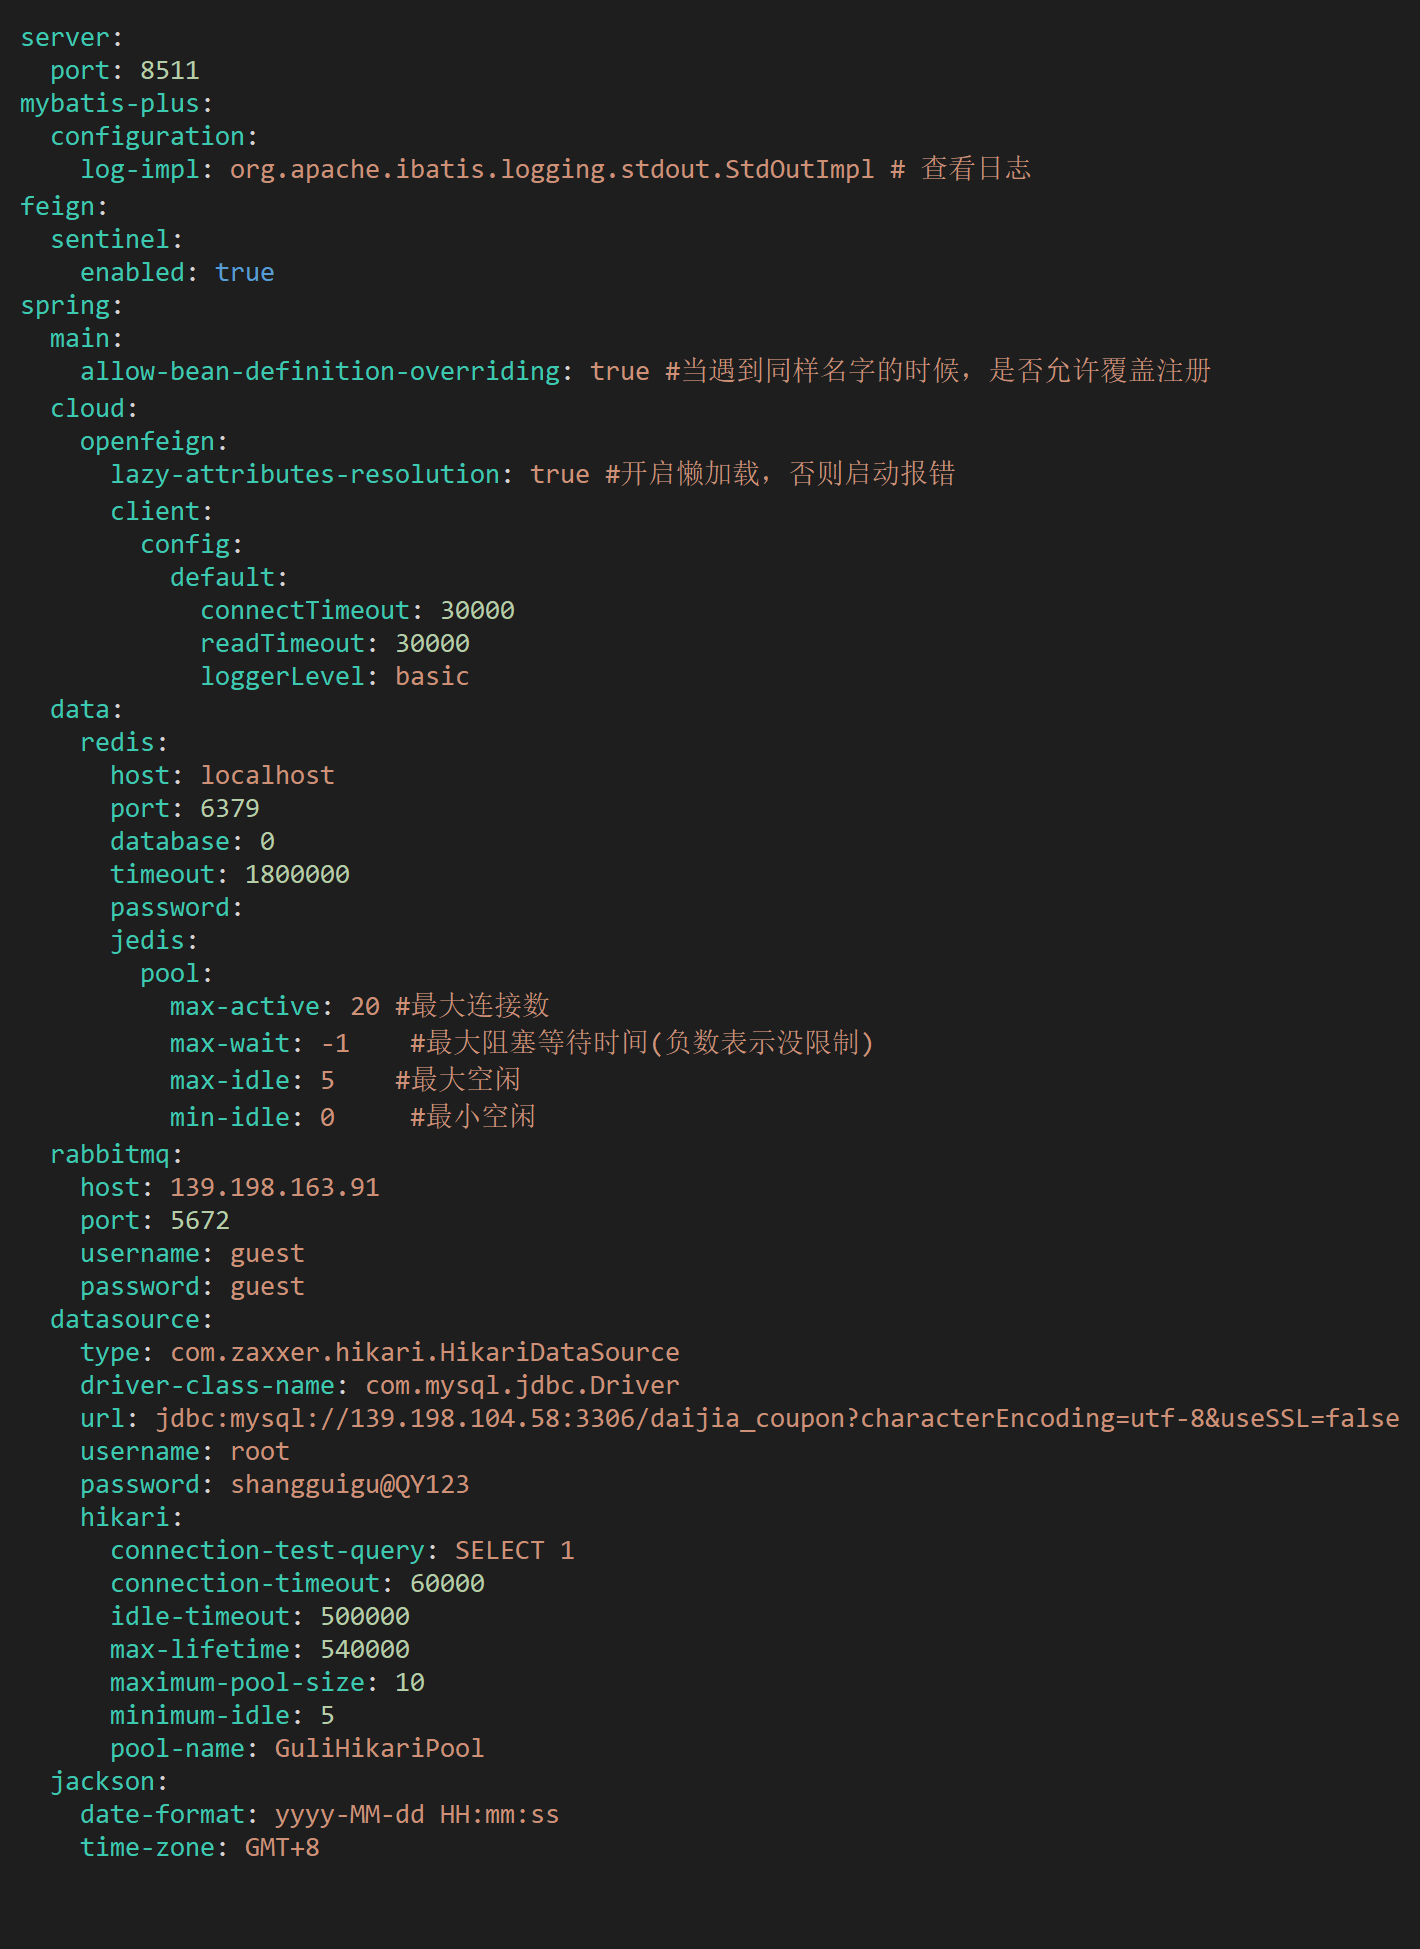 server:
  port: 8511
mybatis-plus:
  configuration:
    log-impl: org.apache.ibatis.logging.stdout.StdOutImpl # 查看日志
feign:
  sentinel:
    enabled: true
spring:
  main:
    allow-bean-definition-overriding: true #当遇到同样名字的时候，是否允许覆盖注册
  cloud:
    openfeign:
      lazy-attributes-resolution: true #开启懒加载，否则启动报错
      client:
        config:
          default:
            connectTimeout: 30000
            readTimeout: 30000
            loggerLevel: basic
  data:
    redis:
      host: localhost
      port: 6379
      database: 0
      timeout: 1800000
      password:
      jedis:
        pool:
          max-active: 20 #最大连接数
          max-wait: -1    #最大阻塞等待时间(负数表示没限制)
          max-idle: 5    #最大空闲
          min-idle: 0     #最小空闲
  rabbitmq:
    host: 139.198.163.91
    port: 5672
    username: guest
    password: guest
  datasource:
    type: com.zaxxer.hikari.HikariDataSource
    driver-class-name: com.mysql.jdbc.Driver
    url: jdbc:mysql://139.198.104.58:3306/daijia_coupon?characterEncoding=utf-8&useSSL=false
    username: root
    password: shangguigu@QY123
    hikari:
      connection-test-query: SELECT 1
      connection-timeout: 60000
      idle-timeout: 500000
      max-lifetime: 540000
      maximum-pool-size: 10
      minimum-idle: 5
      pool-name: GuliHikariPool
  jackson:
    date-format: yyyy-MM-dd HH:mm:ss
    time-zone: GMT+8